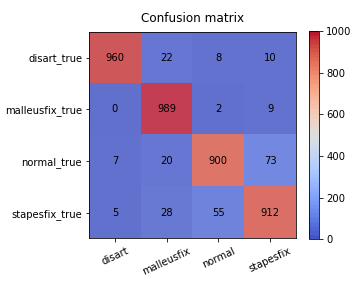 Confusion matrix
disart_true 960 22 8 10
malleusfix_true 0 989 2 9
normal_true 7 20 900 73
stapesfix_true 5 28 55 912
disart malleusfix normal stapesfix
1000
800
600
400
200
0